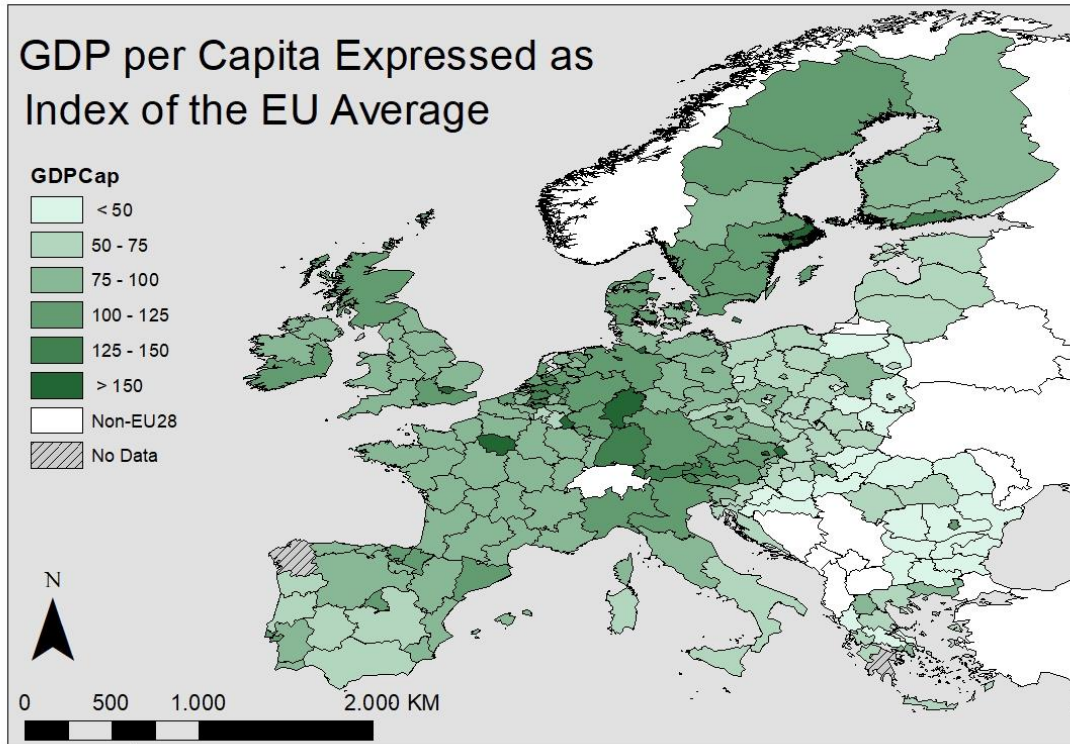 GDP per Capita Expressed as
Index of the EU Average
GDPCap
< 50
50 - 75
75 - 100
100 - 125
125 - 150
> 150
Non-EU28
No Data
N
0 500 1.000 2.000 KM